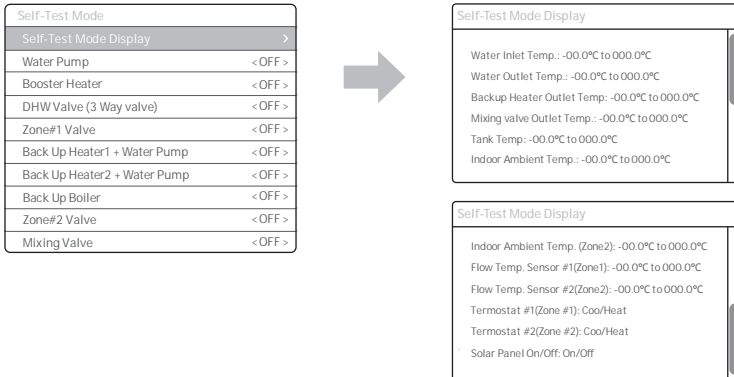 Self-Test Mode
Self-Test Mode Display >
Water Pump <OFF>
Booster Heater <OFF>
DHW Valve (3 Way valve) <OFF>
Zone#1 Valve <OFF>
Back Up Heater1 + Water Pump <OFF>
Back Up Heater2 + Water Pump <OFF>
Back Up Boiler <OFF>
Zone#2 Valve <OFF>
Mixing Valve <OFF>
Self-Test Mode Display
Water Inlet Temp.: -00.0℃ to 000.0℃
Water Outlet Temp.: -00.0℃ to 000.0℃
Backup Heater Outlet Temp: -00.0℃ to 000.0℃
Mixing valve Outlet Temp.: -00.0℃ to 000.0℃
Tank Temp: -00.0℃ to 000.0℃
Indoor Ambient Temp.: -00.0℃ to 000.0℃
Self-Test Mode Display
Indoor Ambient Temp. (Zone2): -00.0℃ to 000.0℃
Flow Temp. Sensor #1(Zone1): -00.0℃ to 000.0℃
Flow Temp. Sensor #2(Zone2): -00.0℃ to 000.0℃
Termostat #1(Zone #1): Coo/Heat
Termostat #2(Zone #2): Coo/Heat
Solar Panel On/Off: On/Off